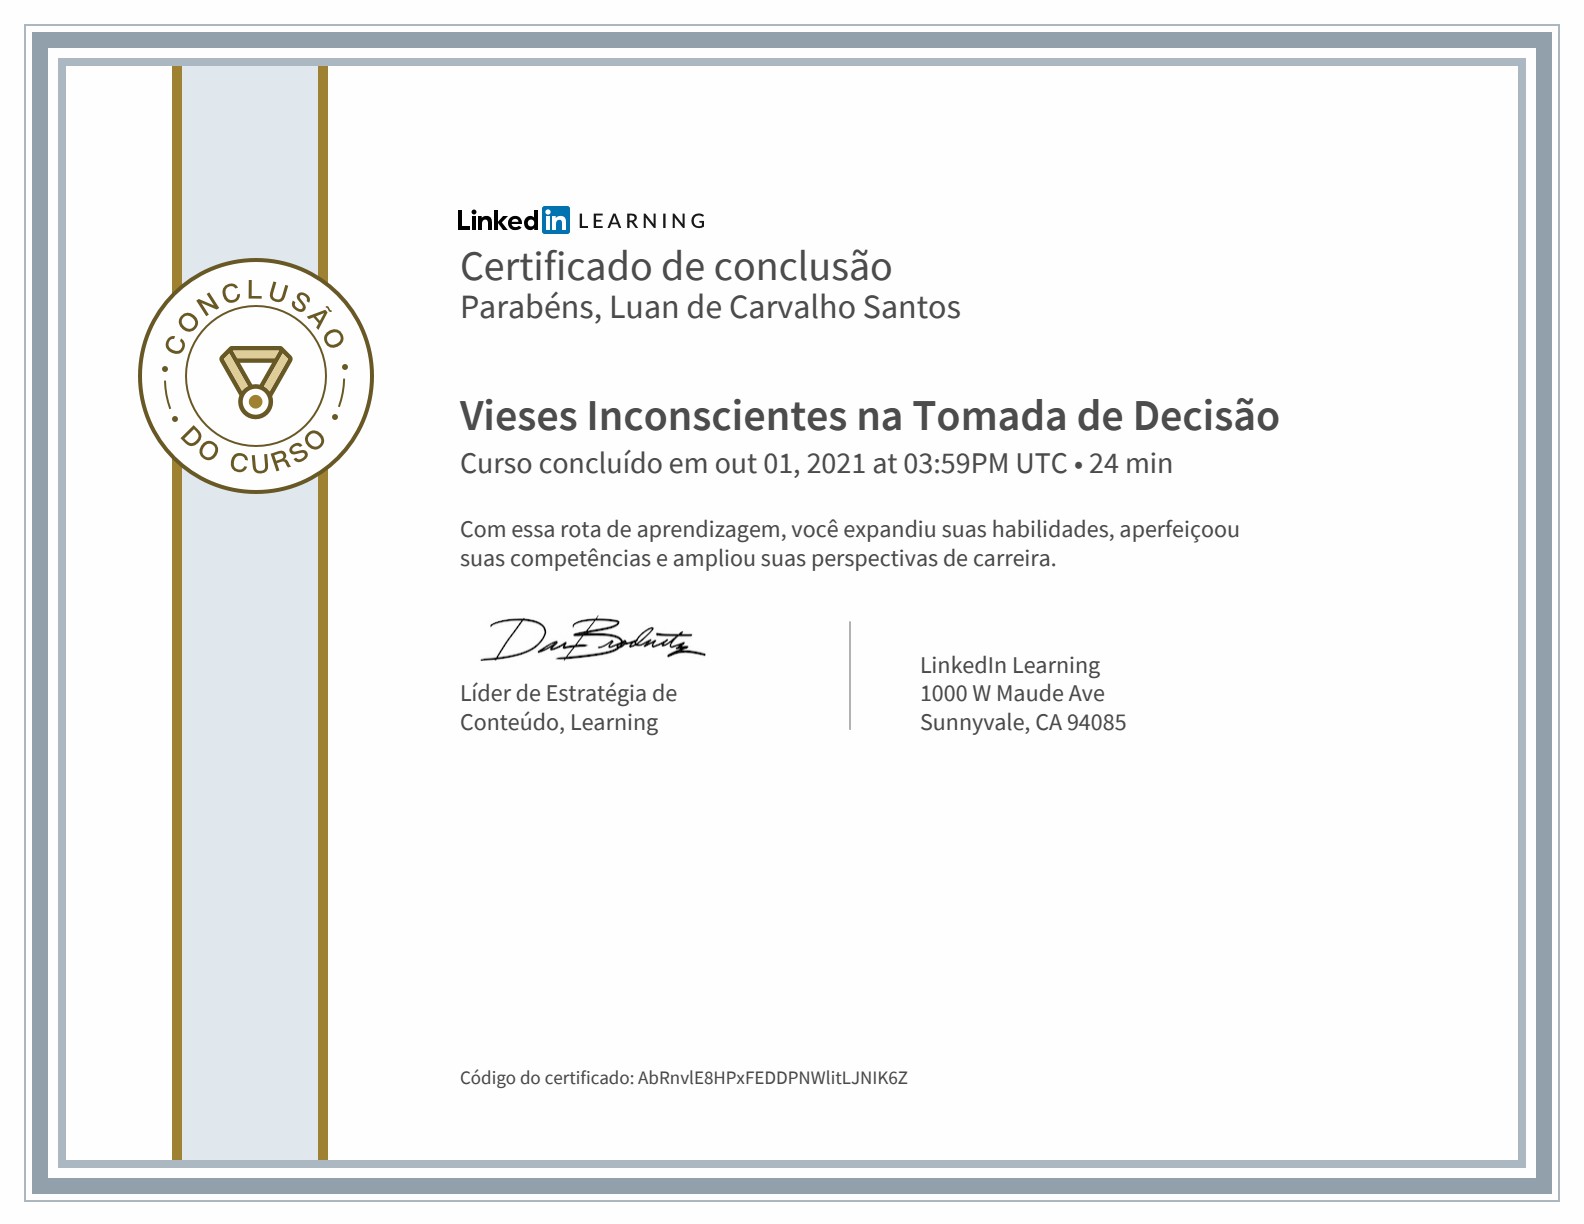 LinkedIn LEARNING
Certificado de conclusão
Parabéns, Luan de Carvalho Santos
CONCLUSÃO
DO CURSO
Vieses Inconscientes na Tomada de Decisão
Curso concluído em out 01, 2021 at 03:59PM UTC • 24 min
Com essa rota de aprendizagem, você expandiu suas habilidades, aperfeiçoou
suas competências e ampliou suas perspectivas de carreira.
Líder de Estratégia de
Conteúdo, Learning
LinkedIn Learning
1000 W Maude Ave
Sunnyvale, CA 94085
Código do certificado: AbRnvlE8HPxFEDDPNWlitLJNIK6Z